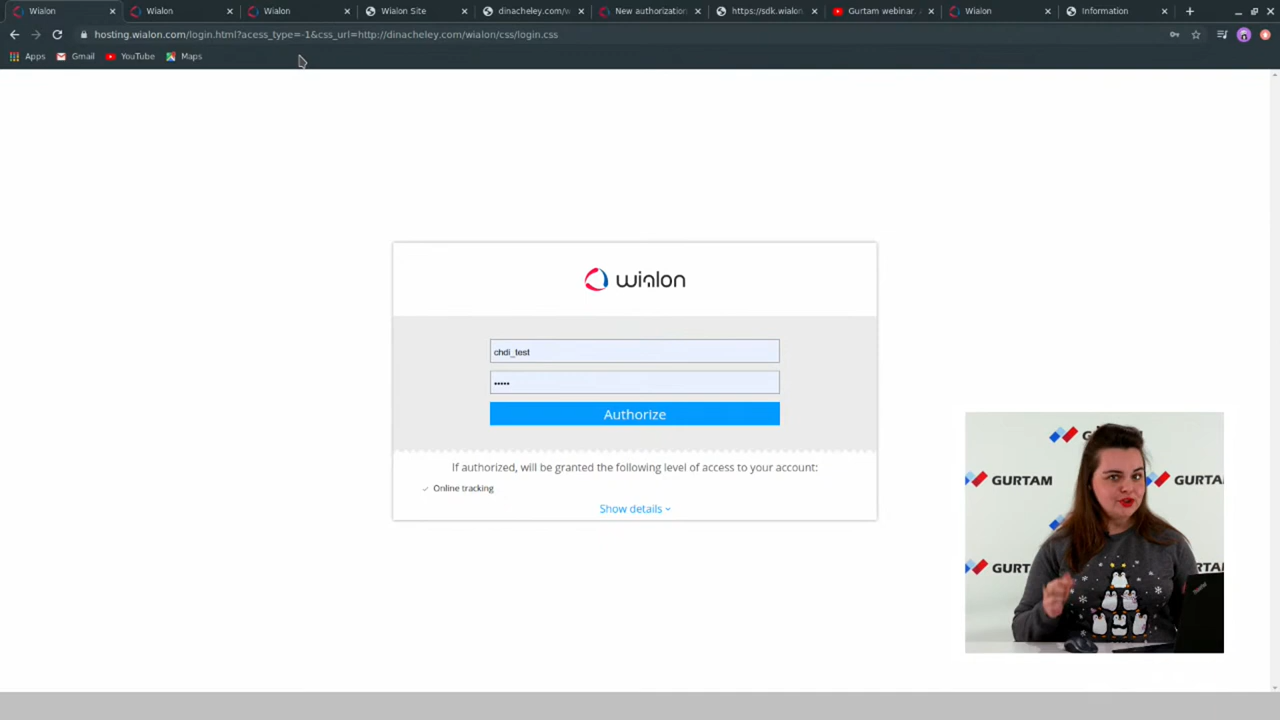 Wialon
Wialon
Wialon
Wialon Site
dinacheley.com/w
New authorization
https://sdk.wialon
Gurtam webinar.
Wialon
Information
hosting.wialon.com/login.html?acess_type=-1&css_url=http://dinacheley.com/wialon/css/login.css
Apps
Gmail
YouTube
Maps
wialon
chdi_test
•••••
Authorize
If authorized, will be granted the following level of access to your account:
✓ Online tracking
Show details
GURTAM
GURTAM
GURTAM